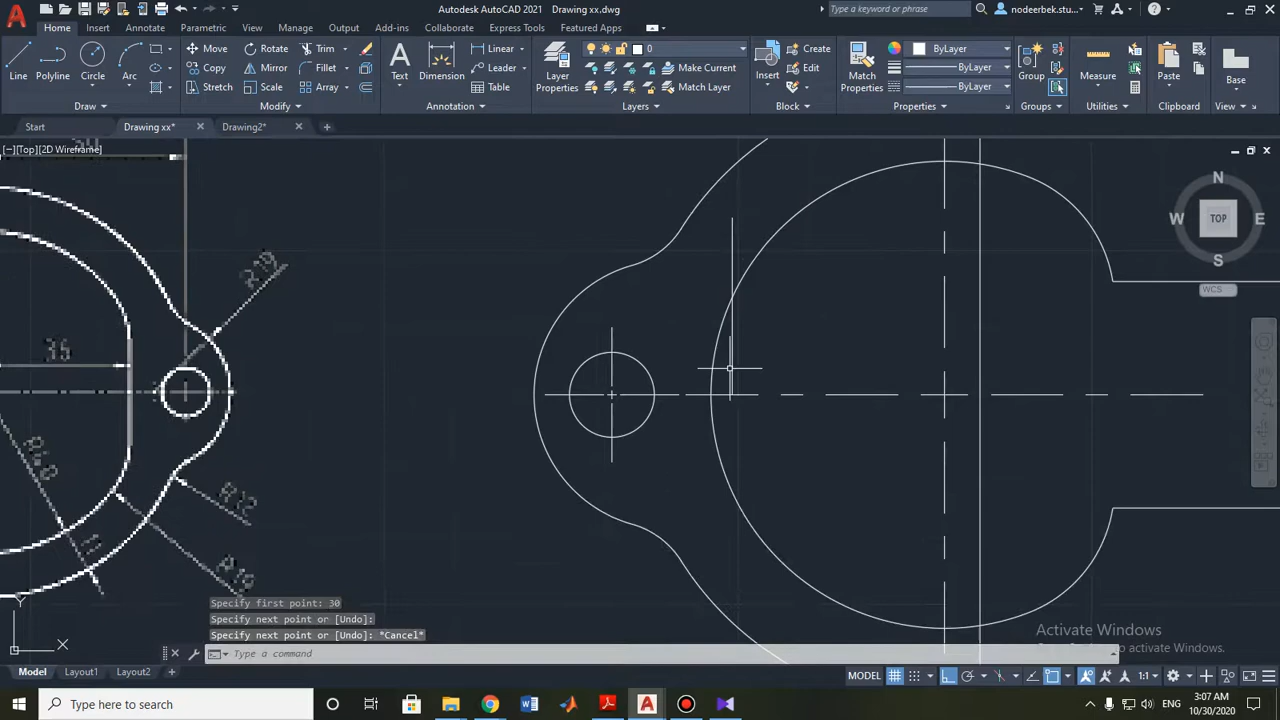 Autodesk AutoCAD 2021 Drawing xx.dwg
Type a keyword or phrase
nodeerbek.stu...
Home Insert Annotate Parametric View Manage Output Add-ins Collaborate Express Tools Featured Apps
Line Polyline Circle Arc
Move Rotate Trim
Copy Mirror Fillet
Stretch Scale Array
Text Dimension
Linear
Leader
Table
Layer Properties
0
Make Current
Match Layer
Insert
Create
Edit
Match Properties
ByLayer
ByLayer
ByLayer
Group
Measure
Paste
Base
Draw Modify Annotation Layers Block Properties Groups Utilities Clipboard View
Start Drawing xx* Drawing2*
[−][Top][2D Wireframe]
N
W TOP E
S
WCS
R19
36
R12
Y
X
Specify first point: 30
Specify next point or [Undo]:
Specify next point or [Undo]: *Cancel*
Type a command
Activate Windows
to activate Windows.
Model Layout1 Layout2
MODEL 1:1
Type here to search
ENG
3:07 AM
10/30/2020